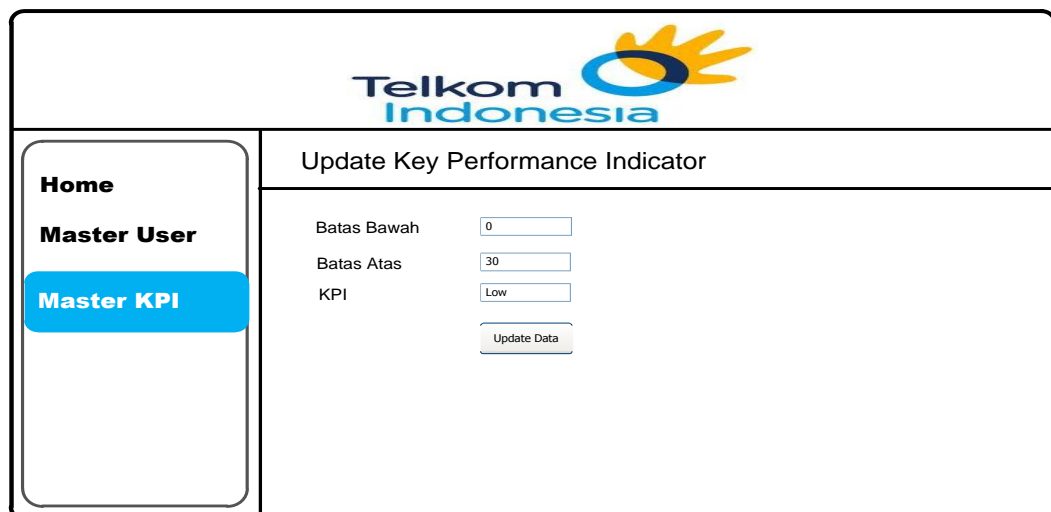 Telkom
Indonesia
Home
Master User
Master KPI
Update Key Performance Indicator
Batas Bawah 0
Batas Atas 30
KPI Low
Update Data